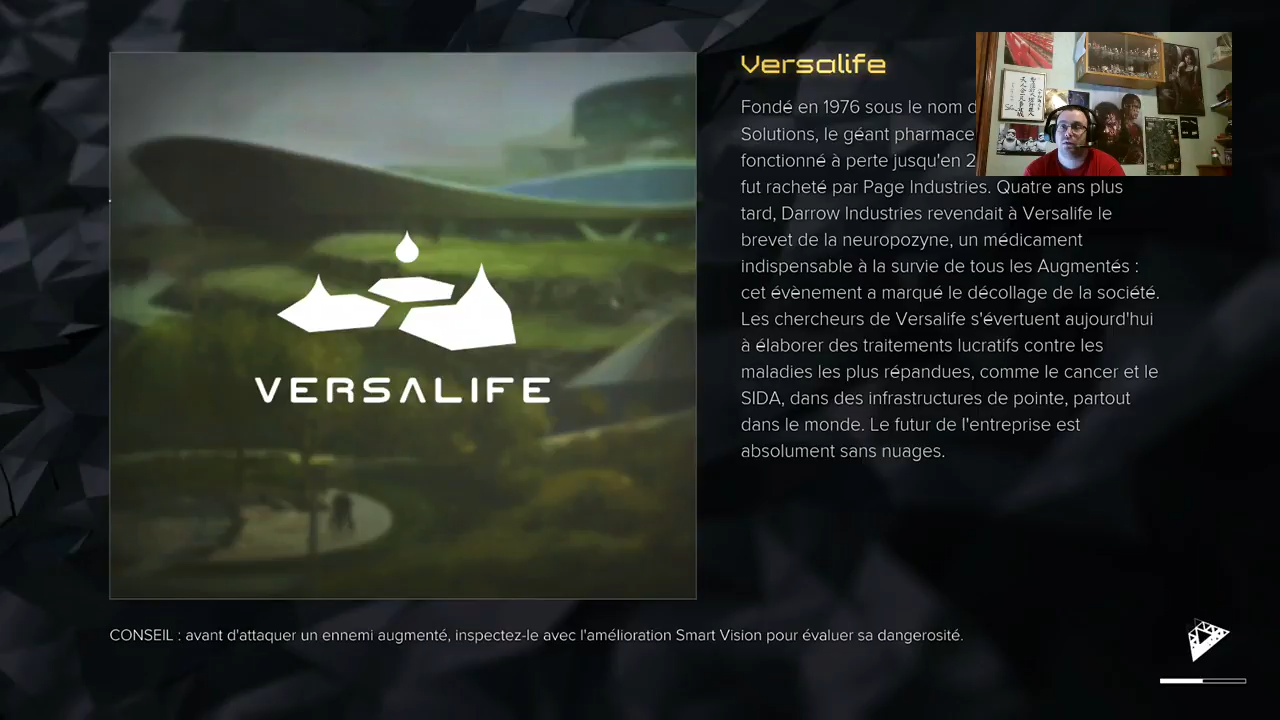 Versalife
Fondé en 1976 sous le nom
Solutions, le géant
fonctionné à perte jusqu'en
fut racheté par Page Industries. Quatre ans plus
tard, Darrow Industries revendait à Versalife le
brevet de la neuropozyne, un médicament
indispensable à la survie de tous les Augmentés :
cet évènement a marqué le décollage de la société.
Les chercheurs de Versalife s'évertuent aujourd'hui
à élaborer des traitements lucratifs contre les
maladies les plus répandues, comme le cancer et le
SIDA, dans des infrastructures de pointe, partout
dans le monde. Le futur de l'entreprise est
absolument sans nuages.
VERSALIFE
CONSEIL : avant d'attaquer un ennemi augmenté, inspectez-le avec l'amélioration Smart Vision pour évaluer sa dangerosité.